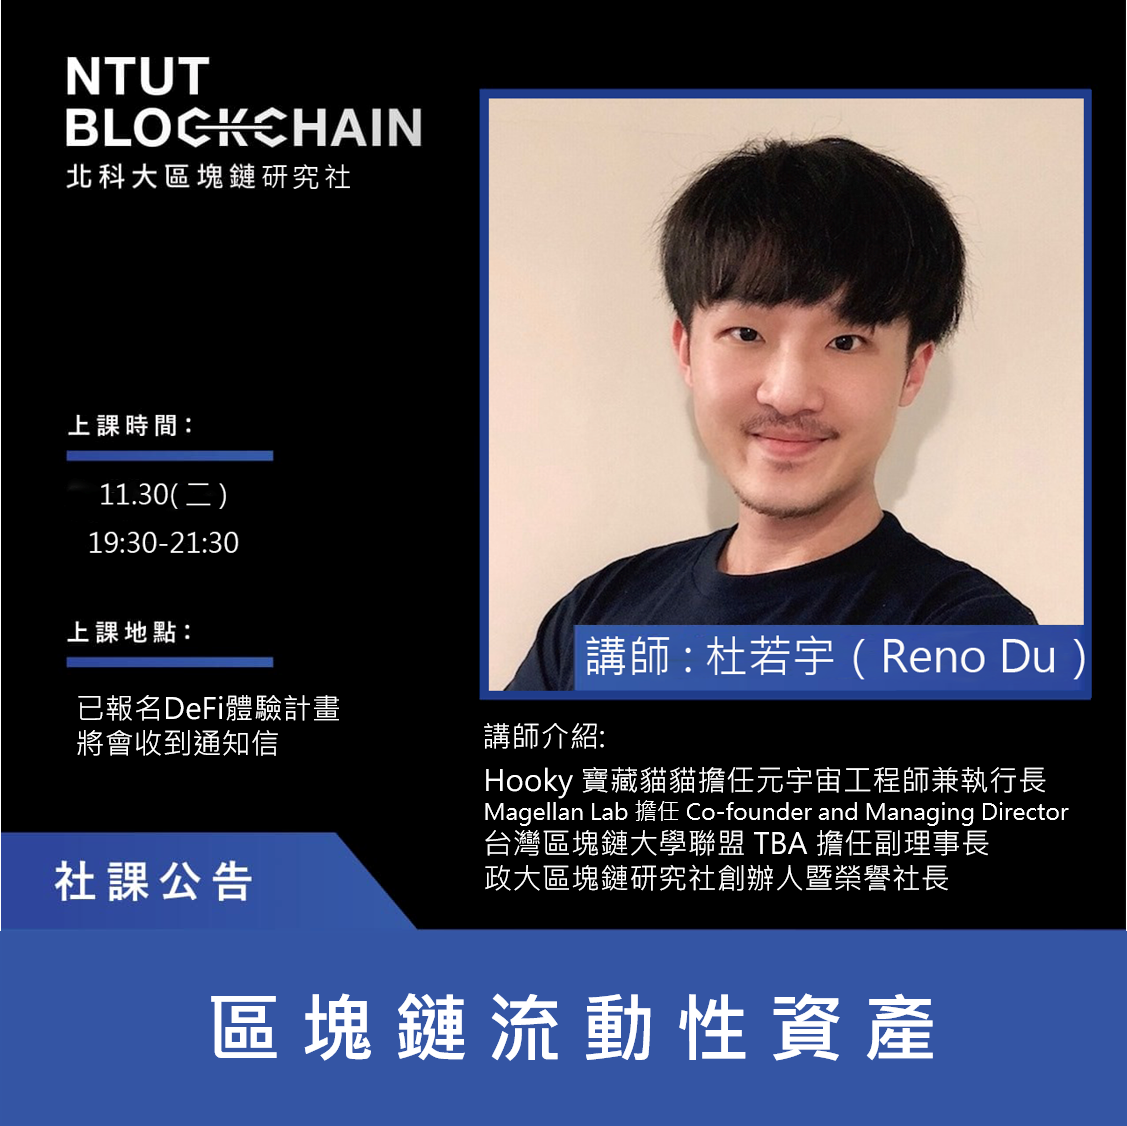 NTUT
BLOCKCHAIN
北科大區塊鏈研究社
上課時間：
11.30(二)
19:30-21:30
上課地點：
已報名DeFi體驗計畫
將會收到通知信
講師 : 杜若宇（Reno Du）
講師介紹:
Hooky 寶藏貓貓擔任元宇宙工程師兼執行長
Magellan Lab 擔任 Co-founder and Managing Director
台灣區塊鏈大學聯盟 TBA 擔任副理事長
政大區塊鏈研究社創辦人暨榮譽社長
社課公告
區塊鏈流動性資產